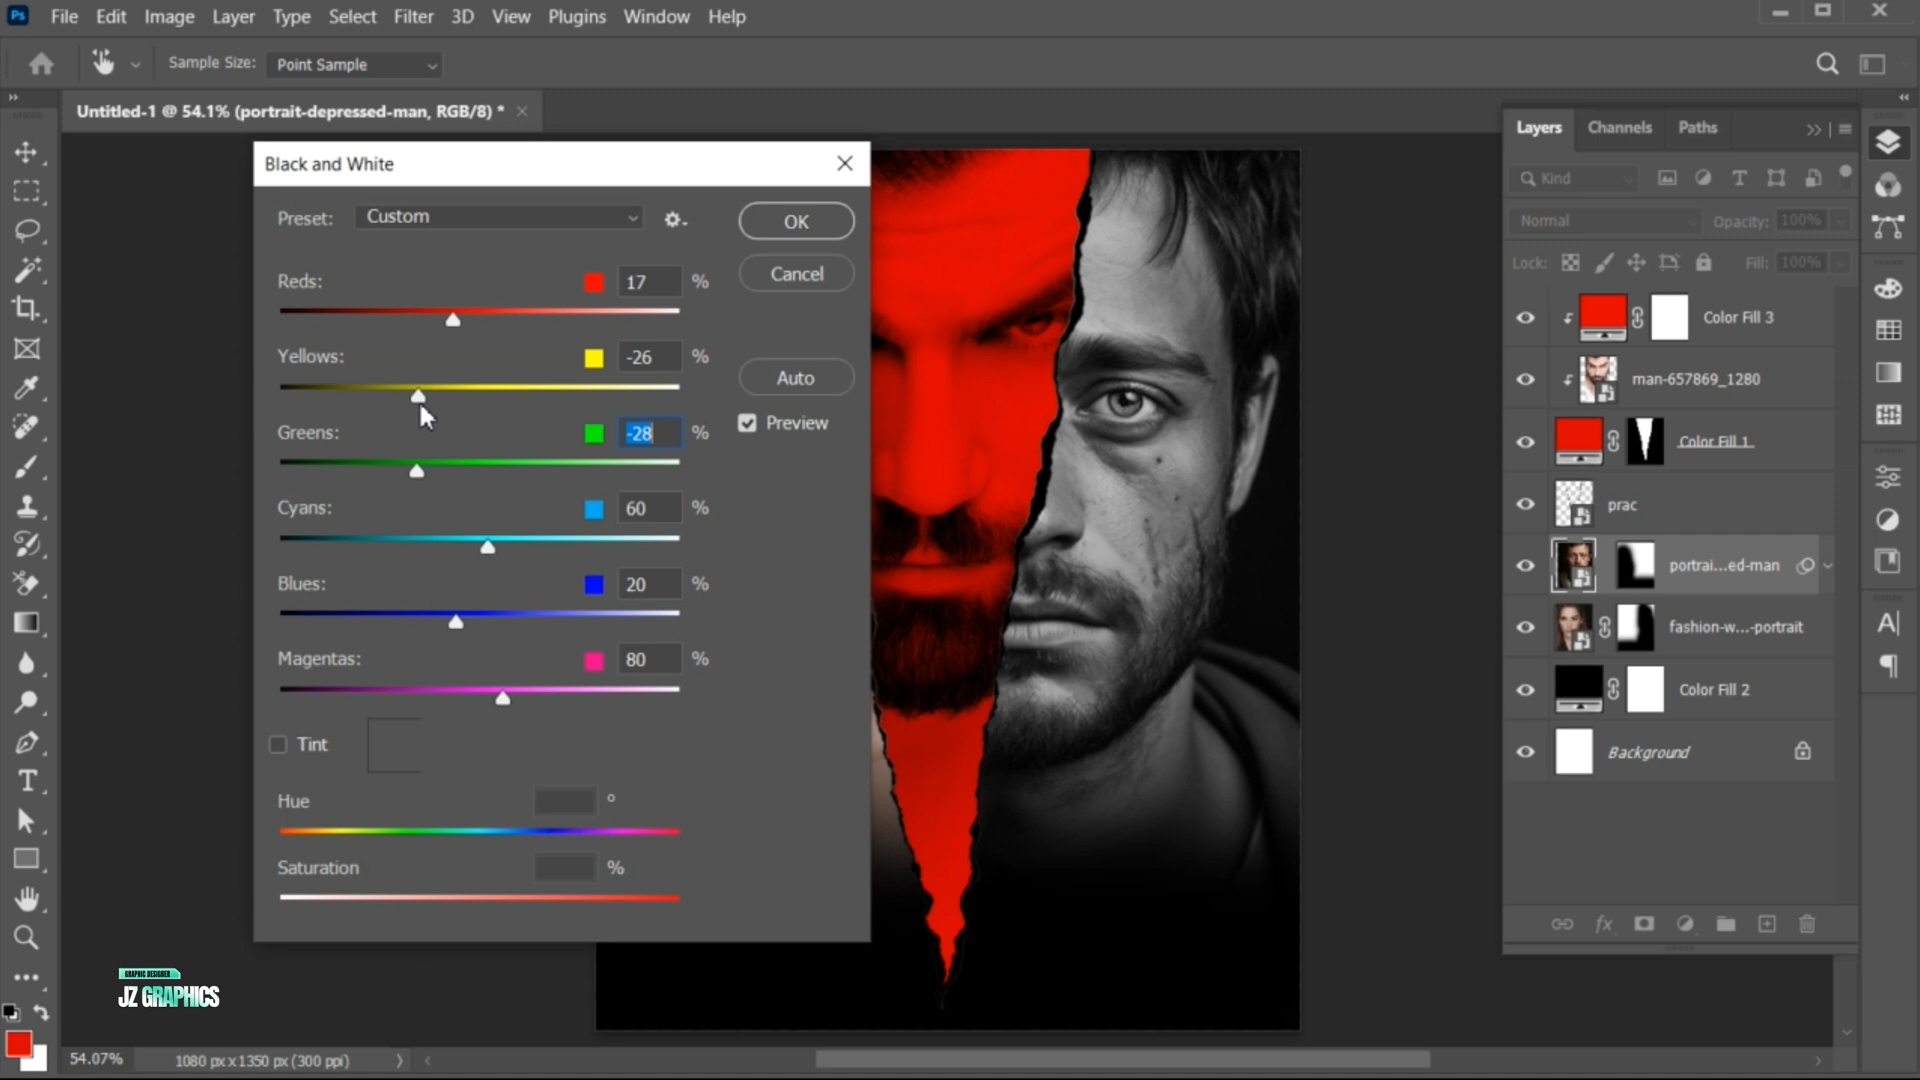 Ps File Edit Image Layer Select Type Filter 3D View Plugins Window Help
Sample Size: Point Sample
Untitled-1 @ 54.1% (portrait-depressed-man, RGB/8) *
Black and White
Preset: Custom
OK
Cancel
Auto
Preview
Reds: 17 %
Yellows: -26 %
Greens: -28 %
Cyans: 60 %
Blues: 20 %
Magentas: 80 %
Tint
Hue °
Saturation %
Layers Channels Paths
Kind
Normal Opacity: 100%
Lock: Fill: 100%
Color Fill 3
man-657869_1280
Color Fill 1
prac
portrai...ed-man
fashion-w...-portrait
Color Fill 2
Background
fx
GRAPHIC DESIGNER
JZ GRAPHICS
54.07% 1080 px x 1350 px (300 ppi)